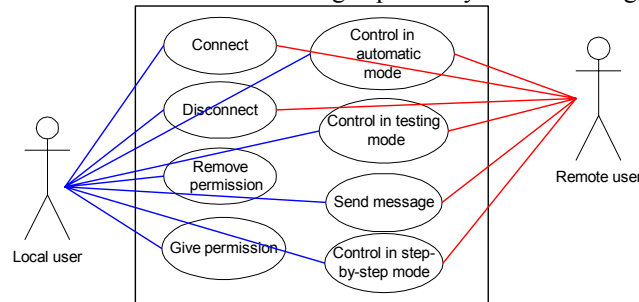 Connect
Control in
automatic
mode
Disconnect
Control in testing
mode
Remove
permission
Send message
Give permission
Control in step-
by-step mode
Local user
Remote user